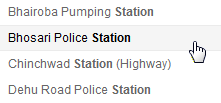 Bhairoba Pumping Station
Bhosari Police Station
Chinchwad Station (Highway)
Dehu Road Police Station